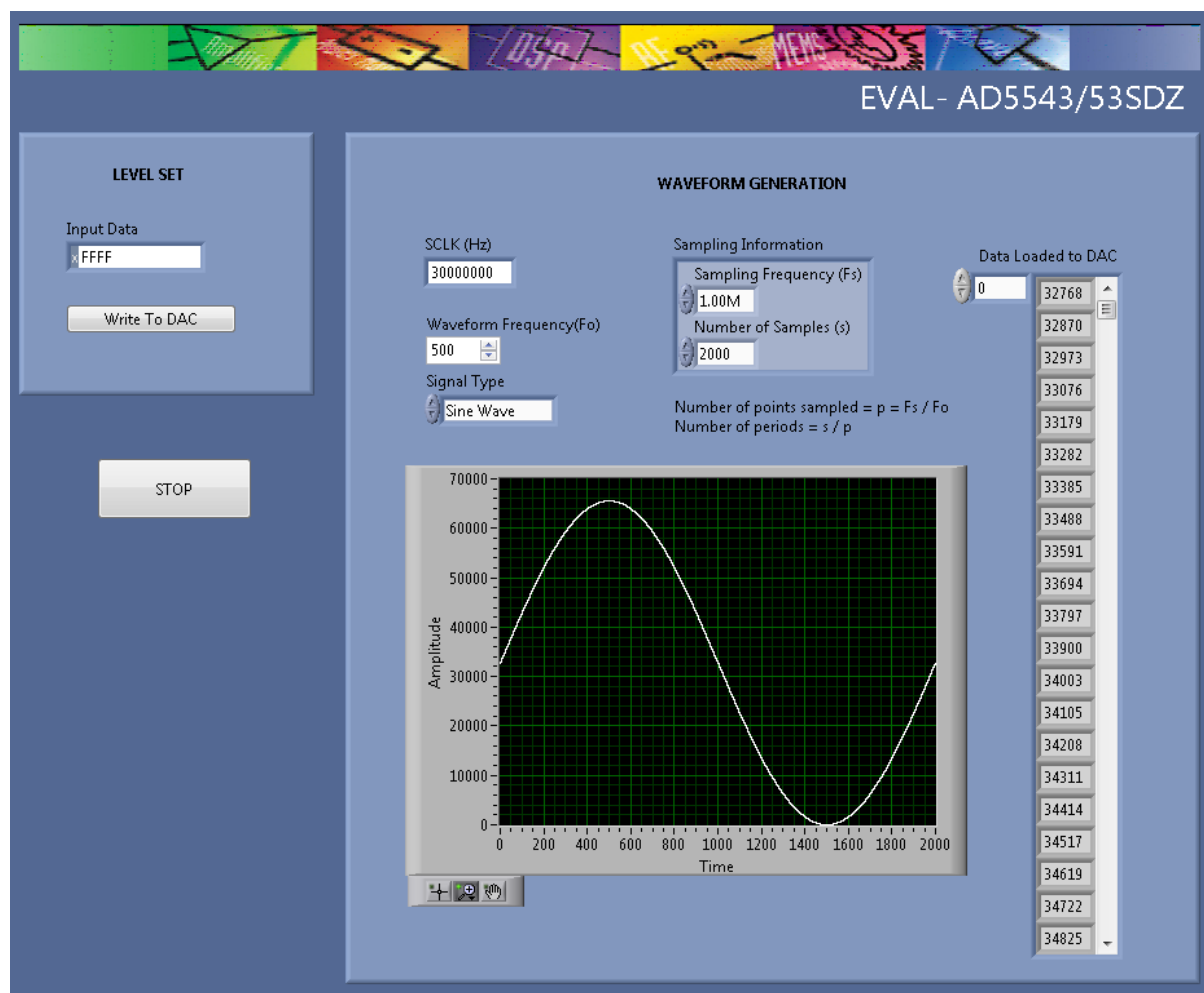 Amplifi
DSP
RF
MEMS
EVAL- AD5543/53SDZ
LEVEL SET
Input Data
x FFFF
Write To DAC
STOP
WAVEFORM GENERATION
SCLK (Hz)
30000000
Waveform Frequency(Fo)
500
Signal Type
Sine Wave
Sampling Information
Sampling Frequency (Fs)
1.00M
Number of Samples (s)
2000
Number of points sampled = p = Fs / Fo
Number of periods = s / p
Data Loaded to DAC
0
32768
32870
32973
33076
33179
33282
33385
33488
33591
33694
33797
33900
34003
34105
34208
34311
34414
34517
34619
34722
34825
Amplitude
70000
60000
50000
40000
30000
20000
10000
0
0 200 400 600 800 1000 1200 1400 1600 1800 2000
Time